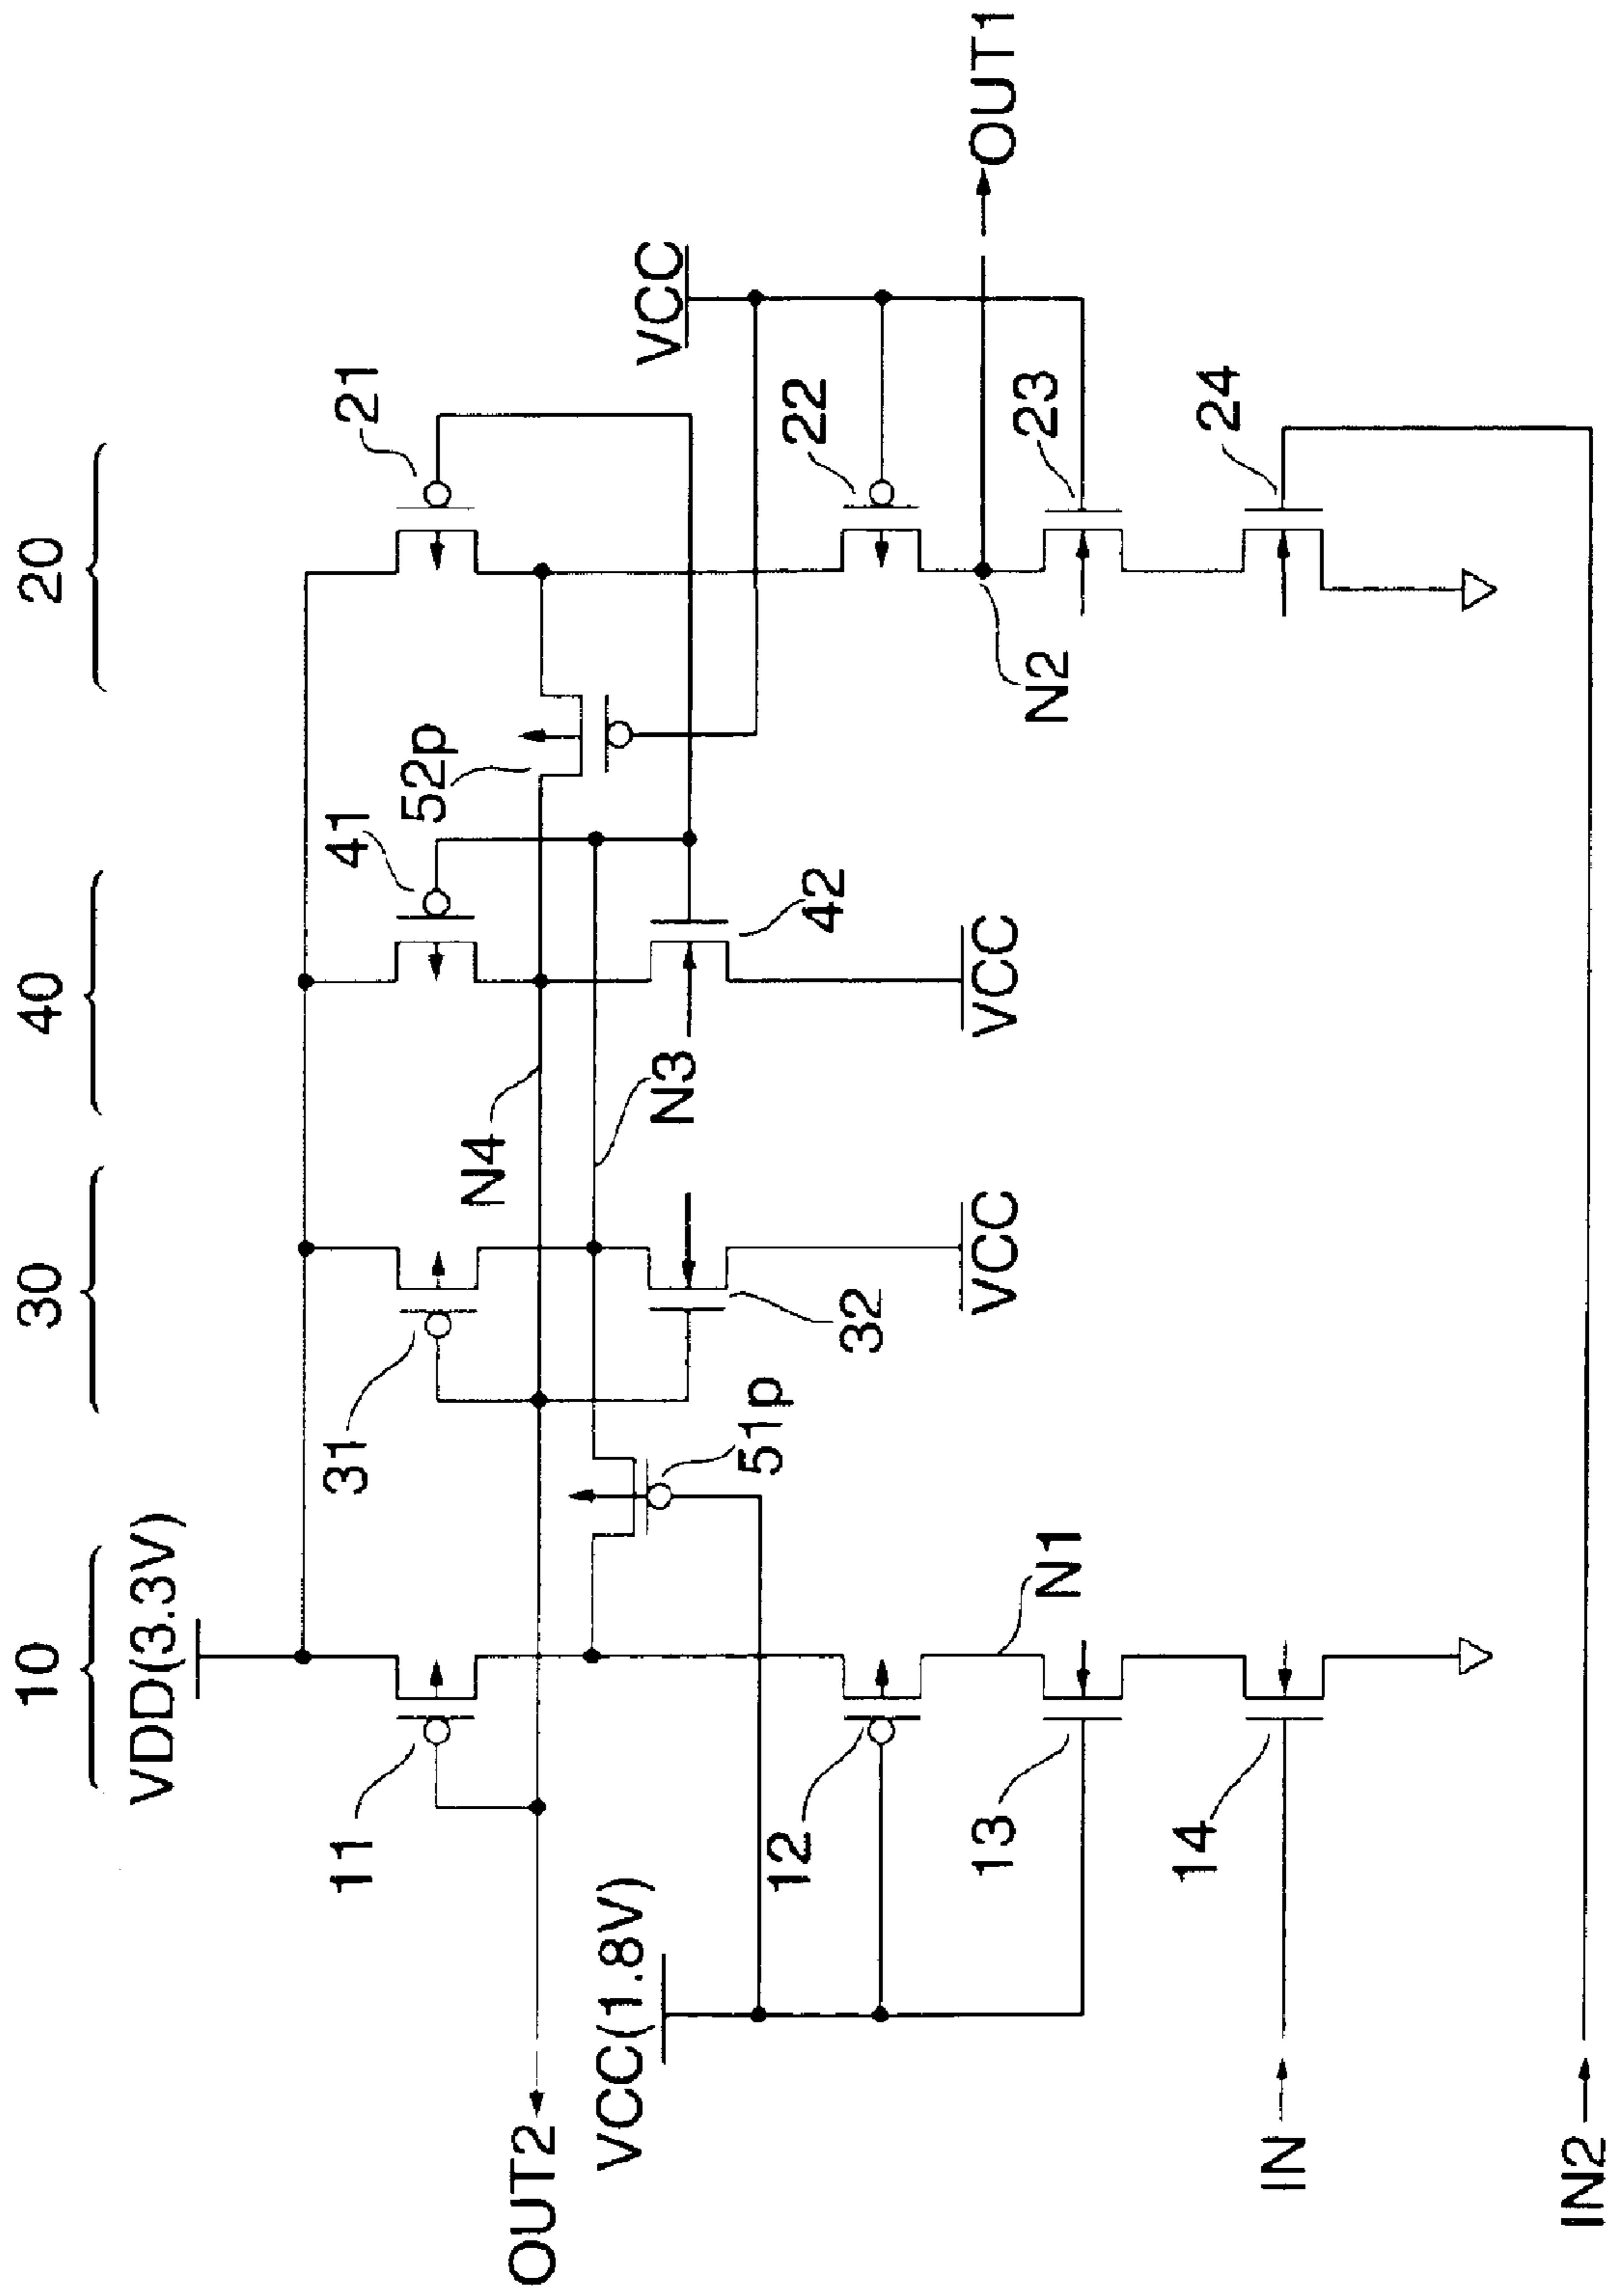 10
30
40
20
VDD(3.3V)
11
31
41
21
52p
N4
N3
OUT2
VCC(1.8V)
51p
32
42
VCC
12
22
N1
VCC
VCC
N2
OUT1
13
23
14
24
IN
IN2